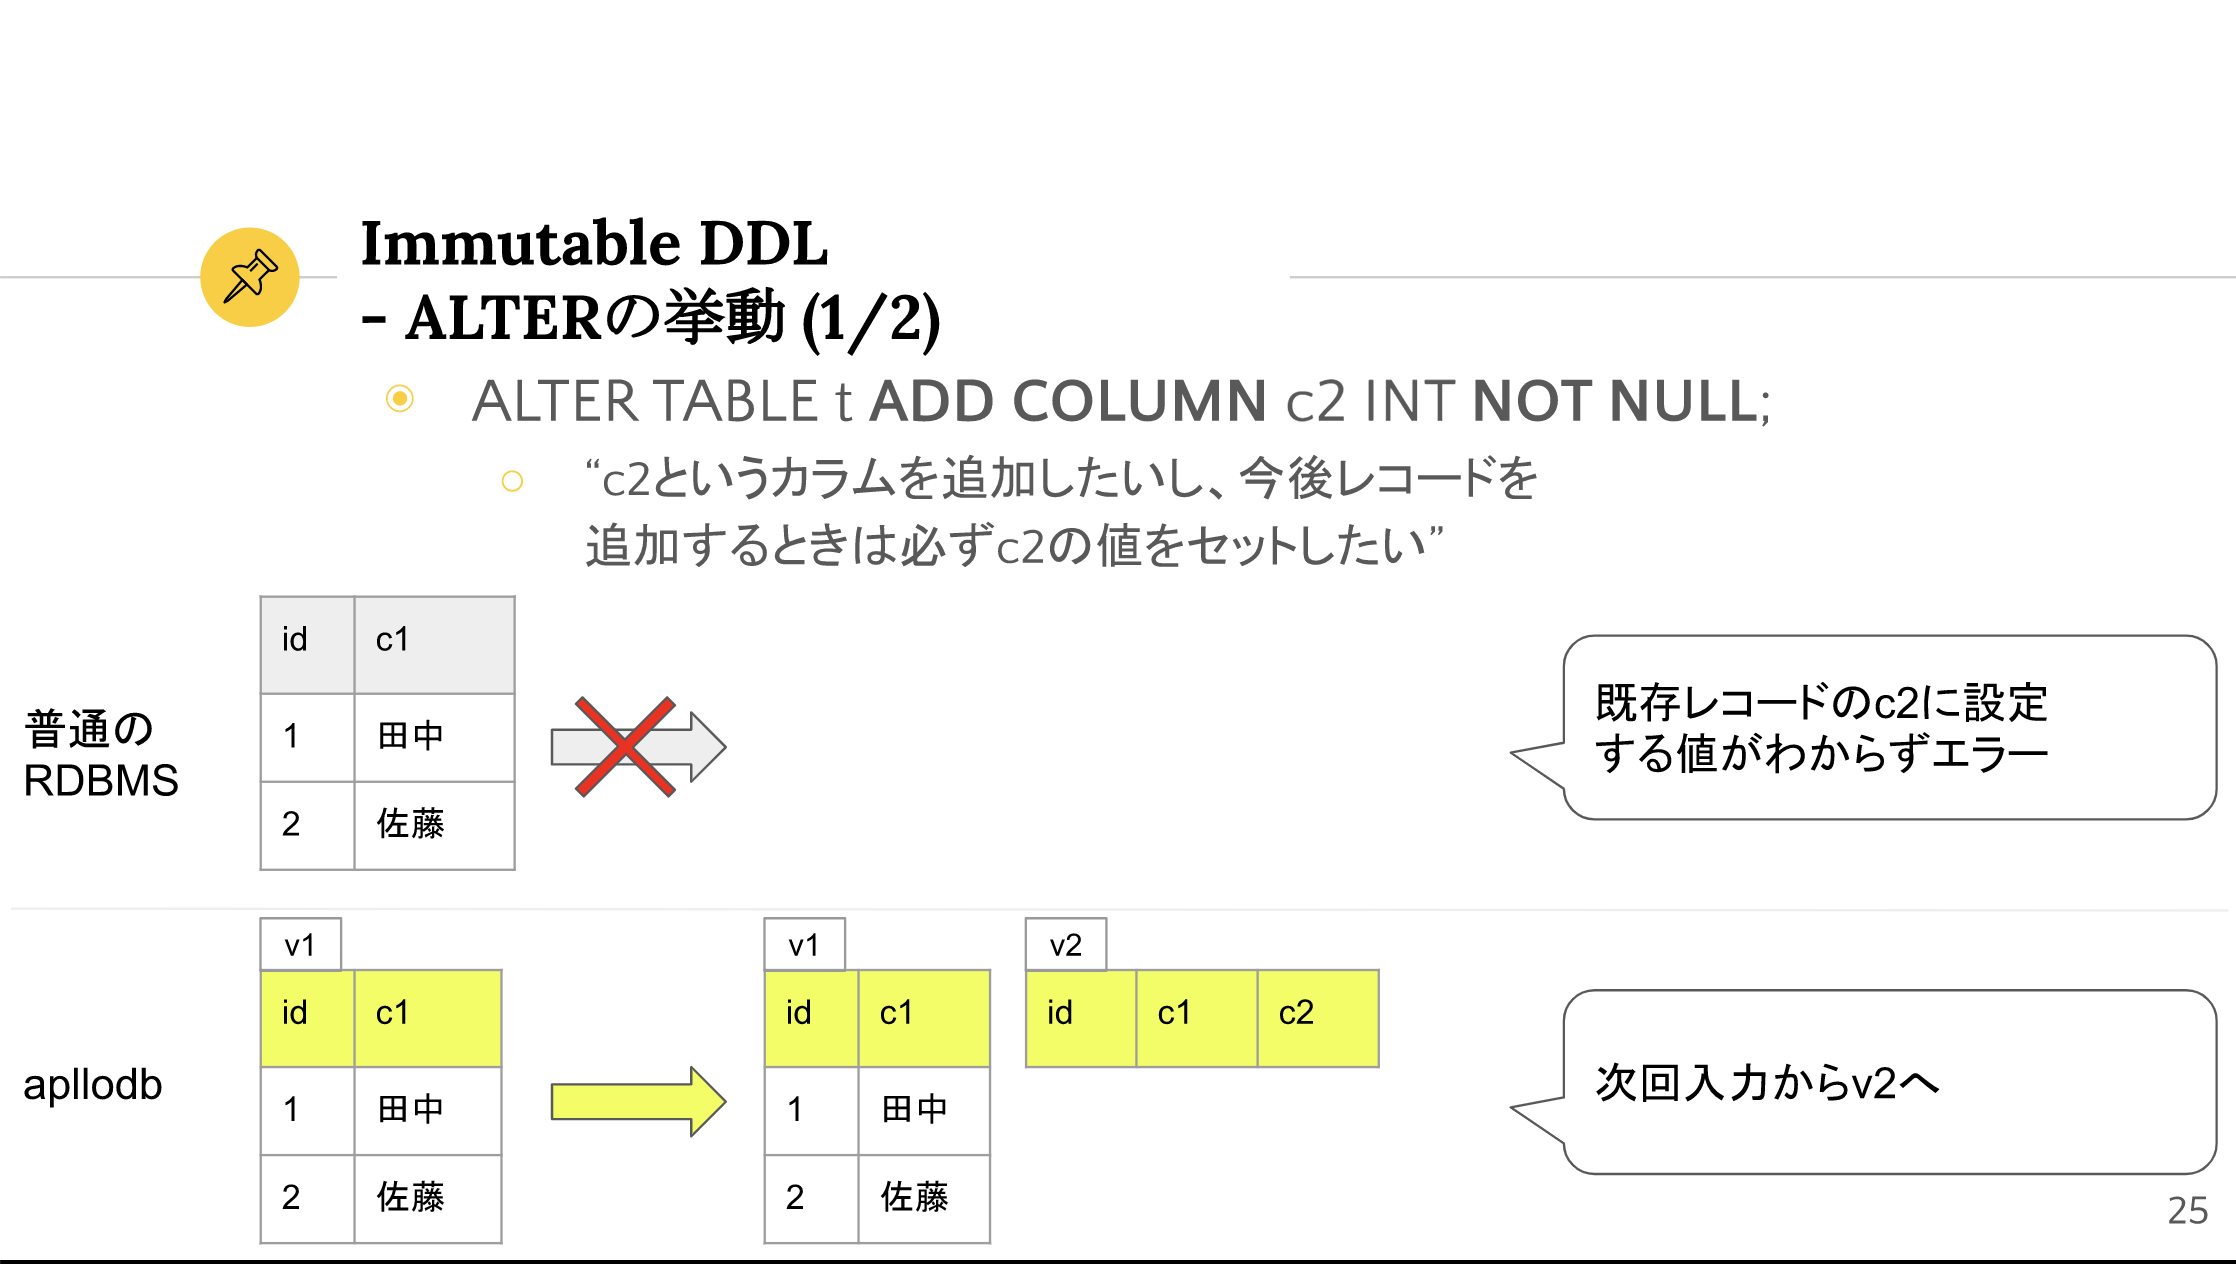 Immutable DDL
- ALTERの挙動 (1/2)
ALTER TABLE t ADD COLUMN c2 INT NOT NULL;
“c2というカラムを追加したいし、今後レコードを
追加するときは必ずc2の値をセットしたい”
普通の
RDBMS
id c1
1 田中
2 佐藤
既存レコードのc2に設定
する値がわからずエラー
apllodb
v1
id c1
1 田中
2 佐藤
v1
id c1
1 田中
2 佐藤
v2
id c1 c2
次回入力からv2へ
25